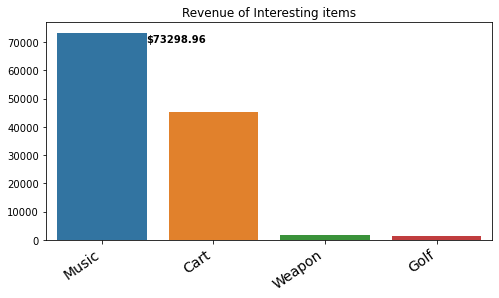 Revenue of Interesting items
70000
60000
50000
40000
30000
20000
10000
0
$73298.96
Music
Cart
Weapon
Golf